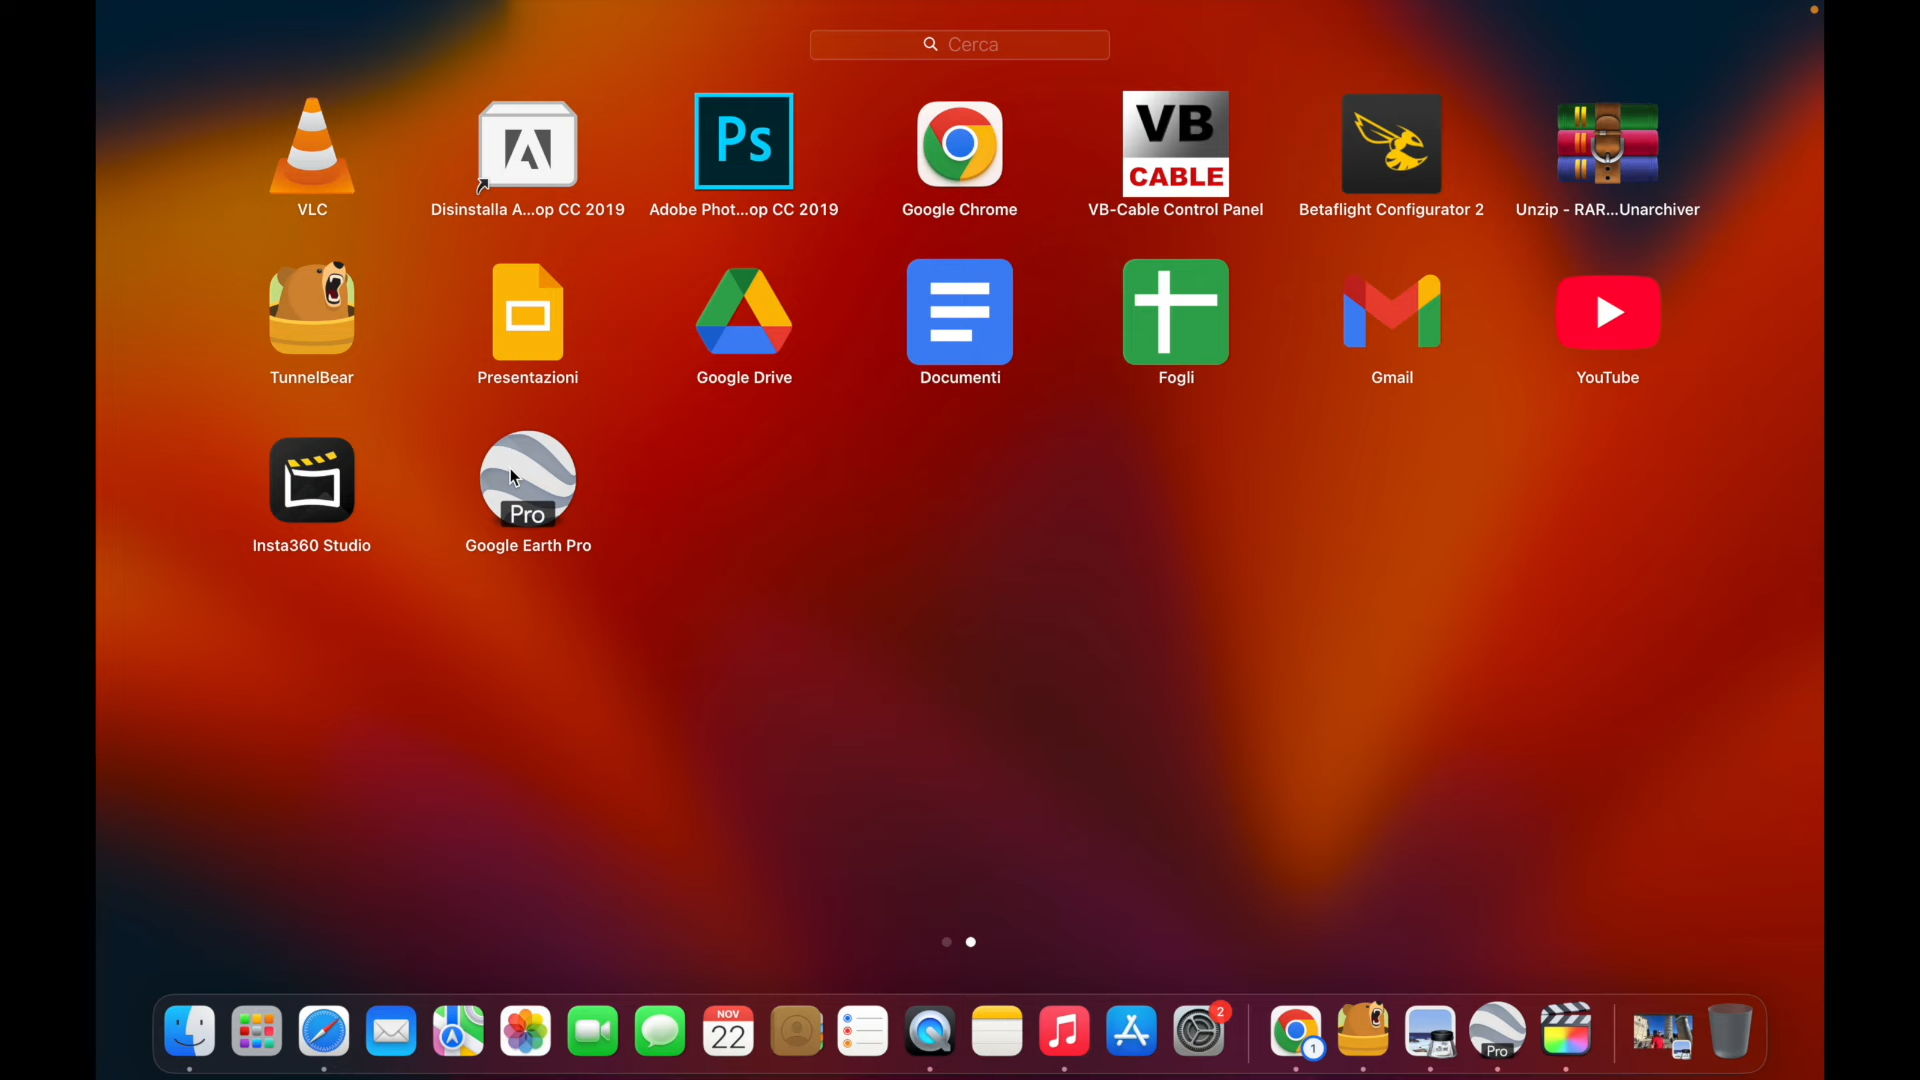 Cerca
Ps
VB
CABLE
VLC
Disinstalla A...op CC 2019
Adobe Phot...op CC 2019
Google Chrome
VB-Cable Control Panel
Betaflight Configurator 2
Unzip - RAR...Unarchiver
TunnelBear
Presentazioni
Google Drive
Documenti
Fogli
Gmail
YouTube
Pro
Insta360 Studio
Google Earth Pro
NOV
22
2
1
Pro